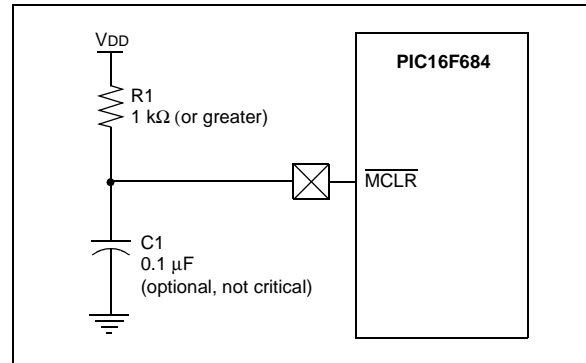 VDD
PIC16F684
R1
1 kΩ (or greater)
MCLR
C1
0.1 μF
(optional, not critical)